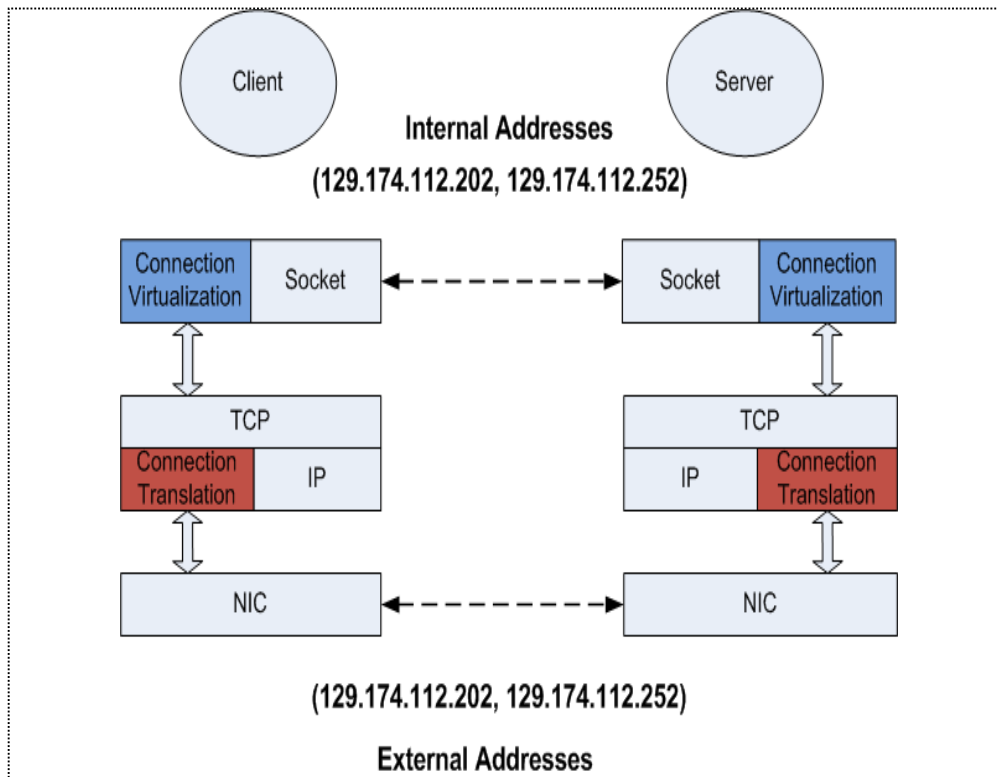 Client
Server
Internal Addresses
(129.174.112.202, 129.174.112.252)
Connection
Virtualization
Socket
Socket
Connection
Virtualization
TCP
TCP
Connection
Translation
IP
IP
Connection
Translation
NIC
NIC
(129.174.112.202, 129.174.112.252)
External Addresses